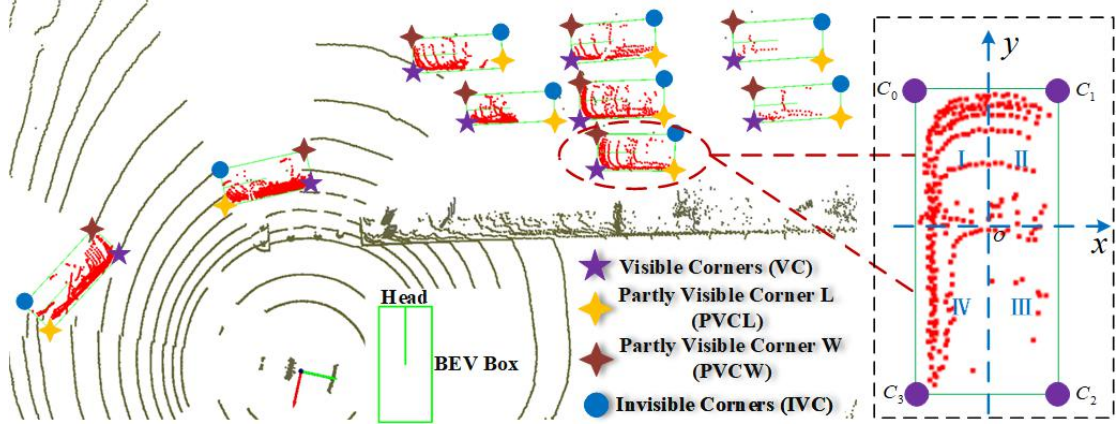 Visible Corners (VC)
Partly Visible Corner L
(PVCL)
Partly Visible Corner W
(PVCW)
Invisible Corners (IVC)
Head
BEV Box
y
C0
C1
I
II
o
x
IV
III
C3
C2